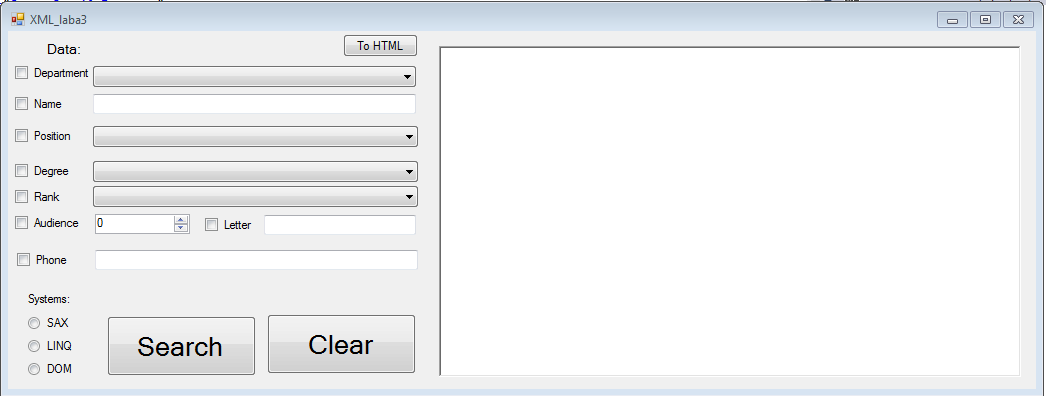 XML_laba3
Data:
To HTML
Department
Name
Position
Degree
Rank
Audience 0 Letter
Phone
Systems:
SAX
LINQ
DOM
Search Clear